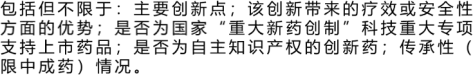 包括但不限于：主要创新点；该创新带来的疗效或安全性
方面的优势；是否为国家“重大新药创制”科技重大专项
支持上市药品；是否为自主知识产权的创新药；传承性（
限中成药）情况。